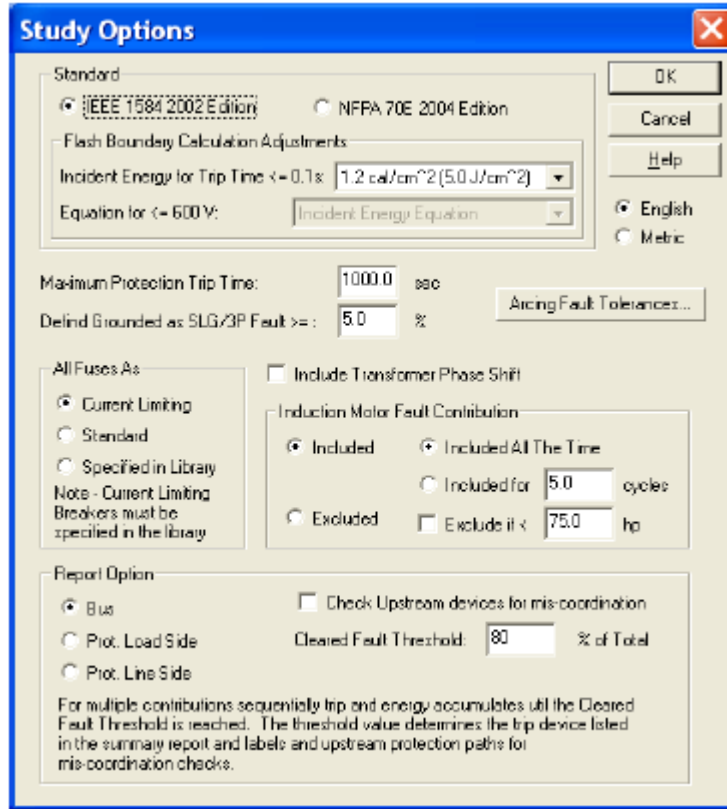 Study Options
Standard
IEEE 1584 2002 Edition
NFPA 70E 2004 Edition
OK
Cancel
Help
Flash Boundary Calculation Adjustments
Incident Energy for Trip Time <= 0.1s:
1.2 cal/cm^2 (5.0 J/cm^2)
Equation for <= 600 V:
Incident Energy Equation
English
Metric
Maximum Protection Trip Time:
1000.0
sec
Defind Grounded as SLG/3P Fault >= :
5.0
%
Arcing Fault Tolerances...
All Fuses As
Current Limiting
Standard
Specified in Library
Note - Current Limiting
Breakers must be
specified in the library
Include Transformer Phase Shift
Induction Motor Fault Contribution
Included
Included All The Time
Included for
5.0
cycles
Excluded
Exclude if <
75.0
hp
Report Option
Bus
Prot. Load Side
Prot. Line Side
Check Upstream devices for mis-coordination
Cleared Fault Threshold:
80
% of Total
For multiple contributions sequentially trip and energy accumulates util the Cleared
Fault Threshold is reached. The threshold value determines the trip device listed
in the summary report and labels and upstream protection paths for
mis-coordination checks.